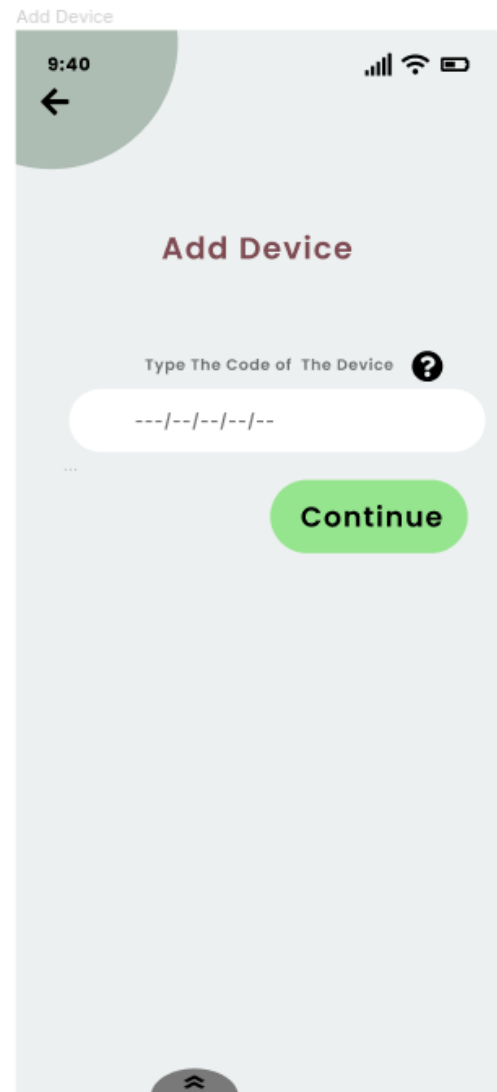 Add Device
9:40
Add Device
Type The Code of The Device ?
---/--/--/--/--
...
Continue